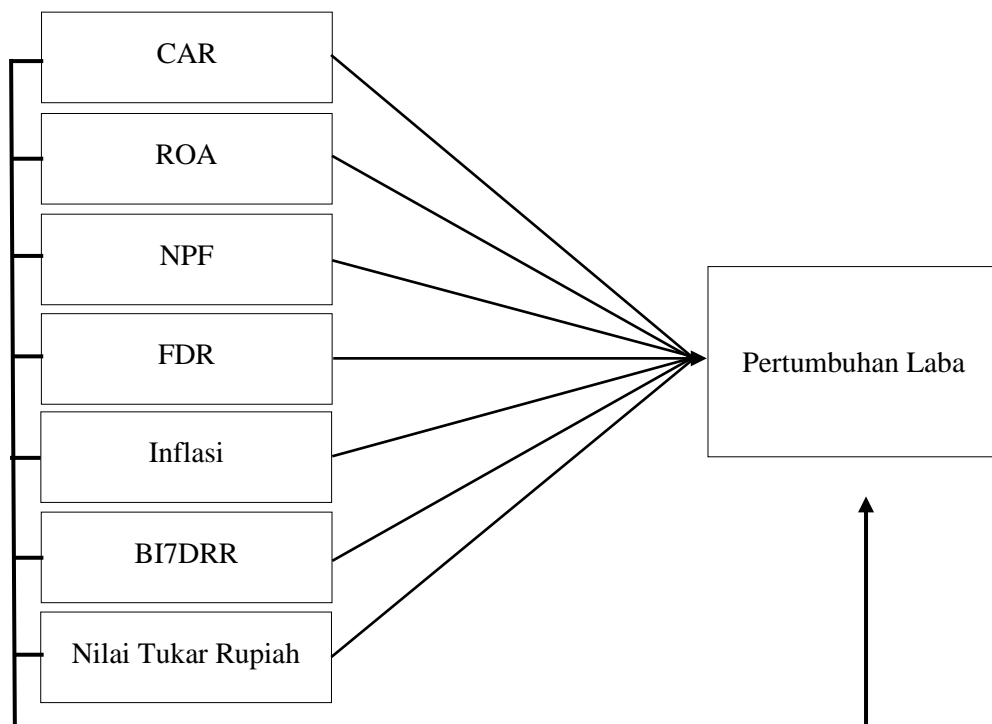 CAR
ROA
NPF
FDR
Pertumbuhan Laba
Inflasi
BI7DRR
Nilai Tukar Rupiah